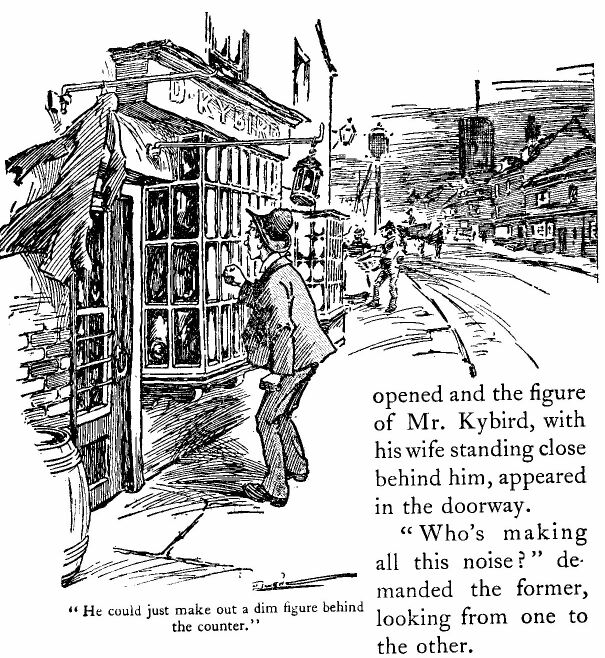 D. KYBIRD
opened and the figure
of Mr. Kybird, with
his wife standing close
behind him, appeared
in the doorway.
“Who's making
all this noise?” de-
manded the former,
looking from one to
the other.
“He could just make out a dim figure behind
the counter.”